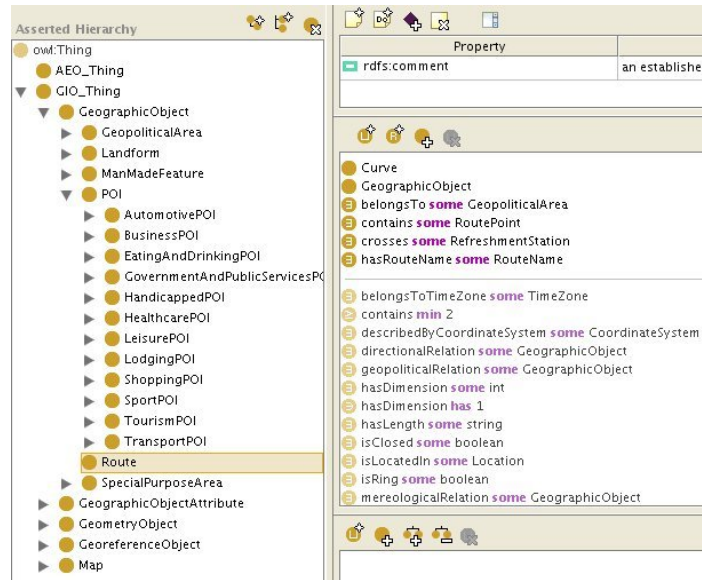 Asserted Hierarchy
owl:Thing
AEO_Thing
GIO_Thing
GeographicObject
GeopoliticalArea
Landform
ManMadeFeature
POI
AutomotivePOI
BusinessPOI
EatingAndDrinkingPOI
GovernmentAndPublicServicesPO
HandicappedPOI
HealthcarePOI
LeisurePOI
LodgingPOI
ShoppingPOI
SportPOI
TourismPOI
TransportPOI
Route
SpecialPurposeArea
GeographicObjectAttribute
GeometryObject
GeoreferenceObject
Map
Property
rdfs:comment an establishe
Curve
GeographicObject
belongsTo some GeopoliticalArea
contains some RoutePoint
crosses some RefreshmentStation
hasRouteName some RouteName
belongsToTimeZone some TimeZone
contains min 2
describedByCoordinateSystem some CoordinateSystem
directionalRelation some GeographicObject
geopoliticalRelation some GeographicObject
hasDimension some int
hasDimension has 1
hasLength some string
isClosed some boolean
isLocatedIn some Location
isRing some boolean
mereologicalRelation some GeographicObject